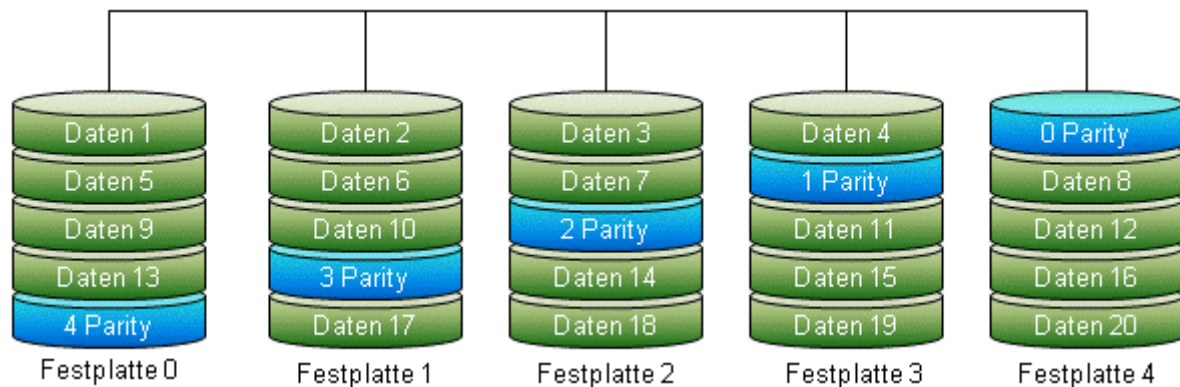 Daten 1 Daten 2 Daten 3 Daten 4 0 Parity
Daten 5 Daten 6 Daten 7 1 Parity Daten 8
Daten 9 Daten 10 2 Parity Daten 11 Daten 12
Daten 13 3 Parity Daten 14 Daten 15 Daten 16
4 Parity Daten 17 Daten 18 Daten 19 Daten 20
Festplatte 0 Festplatte 1 Festplatte 2 Festplatte 3 Festplatte 4